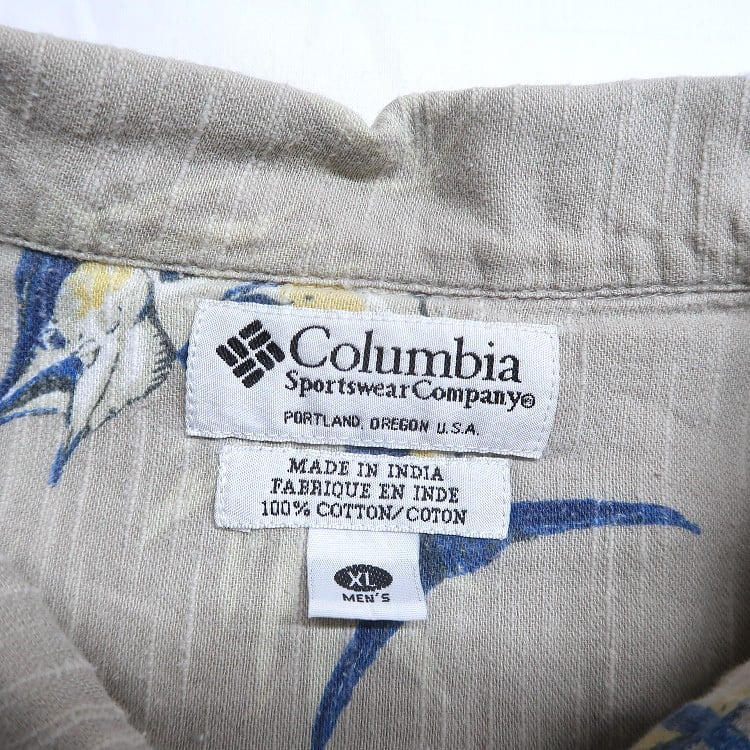 Columbia
Sportswear Company®
PORTLAND, OREGON U.S.A.
MADE IN INDIA
FABRIQUE EN INDE
100% COTTON/COTON
XL
MEN'S